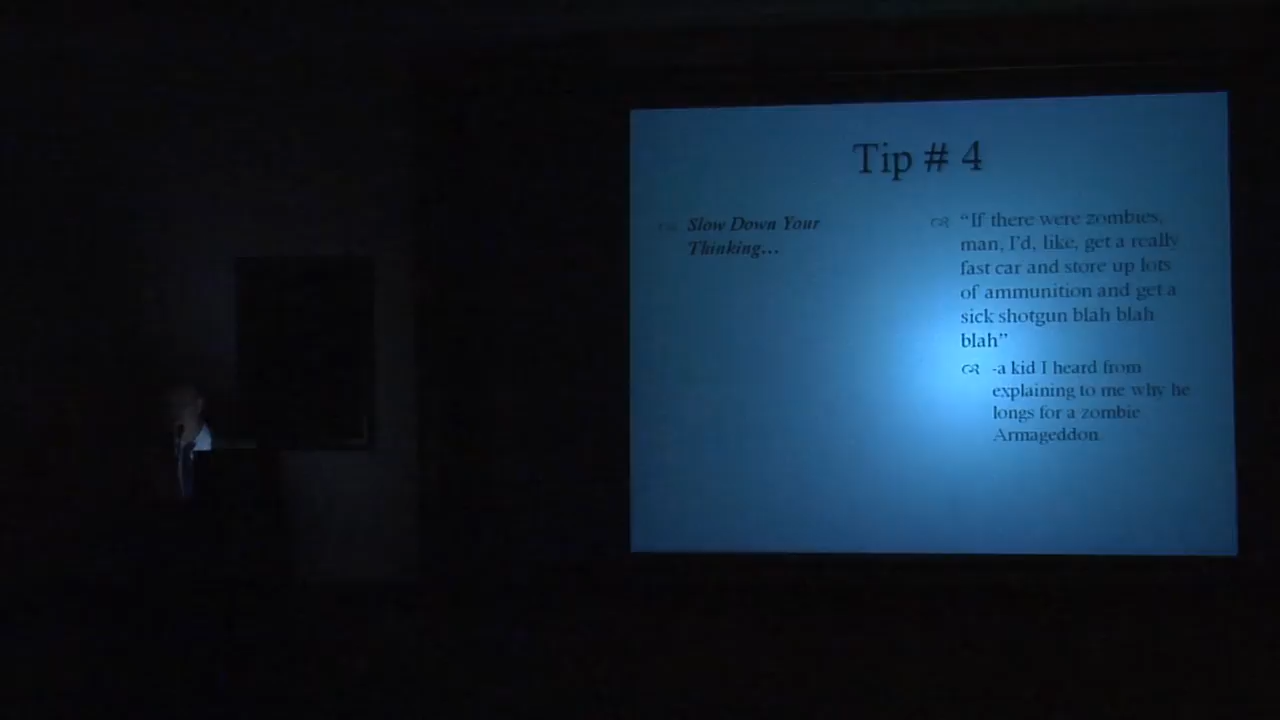 Tip # 4
Slow Down Your
Thinking...
“If there were zombies,
man, I’d, like, get a really
fast car and store up lots
of ammunition and get a
sick shotgun blah blah
blah”
-a kid I heard from
explaining to me why he
longs for a zombie
Armageddon.